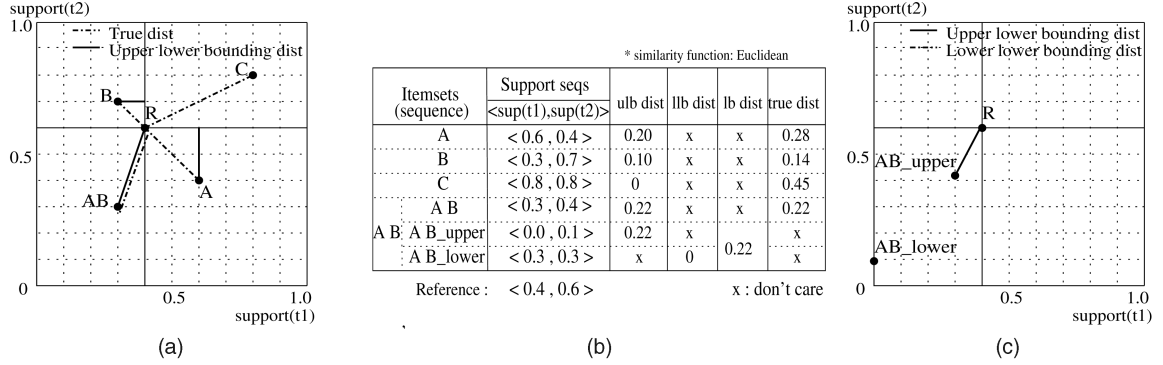 support(t2)
1.0
True dist
Upper lower bounding dist
C
B
R
0.5
A
AB
0
0.5
1.0
support(t1)
(a)
* similarity function: Euclidean
Itemsets
(sequence)
Support seqs
<sup(t1),sup(t2)>
ulb dist
llb dist
lb dist
true dist
A < 0.6 , 0.4 > 0.20 x x 0.28
B < 0.3 , 0.7 > 0.10 x x 0.14
C < 0.8 , 0.8 > 0 x x 0.45
A B < 0.3 , 0.4 > 0.22 x x 0.22
A B A B_upper < 0.0 , 0.1 > 0.22 x 0.22 x
A B_lower < 0.3 , 0.3 > x 0 x
Reference : < 0.4 , 0.6 > x : don't care
(b)
support(t2)
1.0
Upper lower bounding dist
Lower lower bounding dist
R
0.5
AB_upper
AB_lower
0
0.5
1.0
support(t1)
(c)